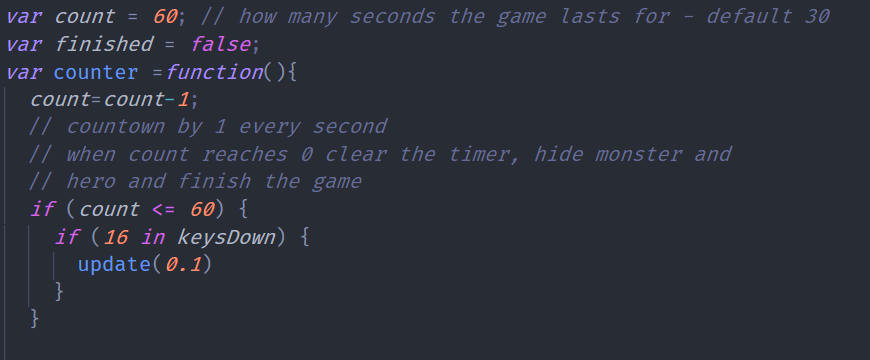 var count = 60; // how many seconds the game lasts for - default 30
var finished = false;
var counter =function(){
count=count-1;
// countown by 1 every second
// when count reaches 0 clear the timer, hide monster and
// hero and finish the game
if (count <= 60) {
if (16 in keysDown) {
update(0.1)
}
}